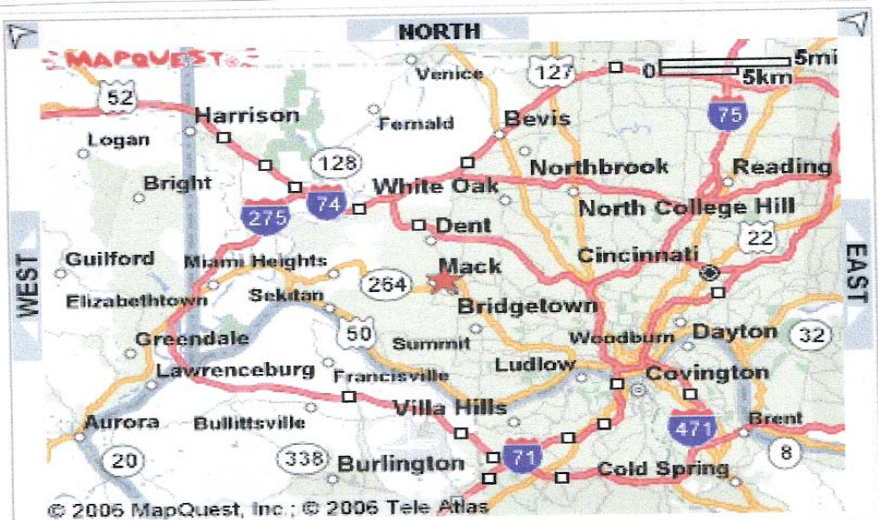 NORTH
MAPQUEST
5mi
0
5km
Venice
127
52
75
Harrison
Fernald
Bevis
Logan
128
Northbrook
Reading
Bright
White Oak
74
275
North College Hill
Dent
22
Guilford
Miami Heights
Cincinnati
WEST
EAST
264
Mack
Elizabethtown
Sekitan
Bridgetown
50
Greendale
Summit
Woodburn
Dayton
32
Lawrenceburg
Francisville
Ludlow
Covington
Villa Hills
Aurora
Bullittsville
Brent
471
20
338
Burlington
71
Cold Spring
8
© 2006 MapQuest, Inc.; © 2006 Tele Atlas